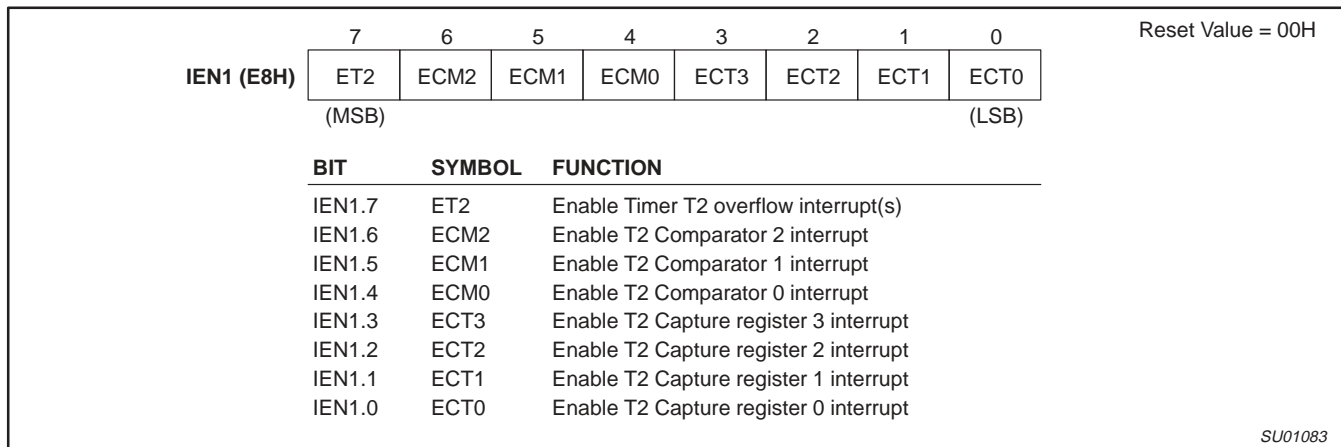 7 6 5 4 3 2 1 0 Reset Value = 00H
IEN1 (E8H) ET2 ECM2 ECM1 ECM0 ECT3 ECT2 ECT1 ECT0
(MSB) (LSB)
BIT SYMBOL FUNCTION
IEN1.7 ET2 Enable Timer T2 overflow interrupt(s)
IEN1.6 ECM2 Enable T2 Comparator 2 interrupt
IEN1.5 ECM1 Enable T2 Comparator 1 interrupt
IEN1.4 ECM0 Enable T2 Comparator 0 interrupt
IEN1.3 ECT3 Enable T2 Capture register 3 interrupt
IEN1.2 ECT2 Enable T2 Capture register 2 interrupt
IEN1.1 ECT1 Enable T2 Capture register 1 interrupt
IEN1.0 ECT0 Enable T2 Capture register 0 interrupt
SU01083